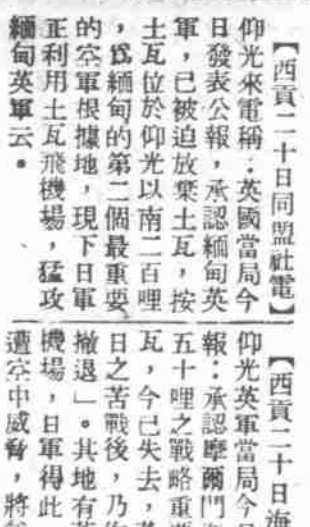 【西貢二十日同盟社電】
仰光來電稱：英國當局今
日發表公報，承認緬甸英
軍，已被迫放棄土瓦，按
土瓦位於仰光以南二百哩
，爲緬甸的第二個最重要
的空軍根據地，現下日軍
正利用土瓦飛機場，猛攻
緬甸英軍云。
【西貢二十日海
仰光英軍當局今
報：承認摩爾門
五十哩之戰略重
瓦，今已失去，
日之苦戰後，乃
撤退」。其地有
機場，日軍得此
遭空中威脅，將